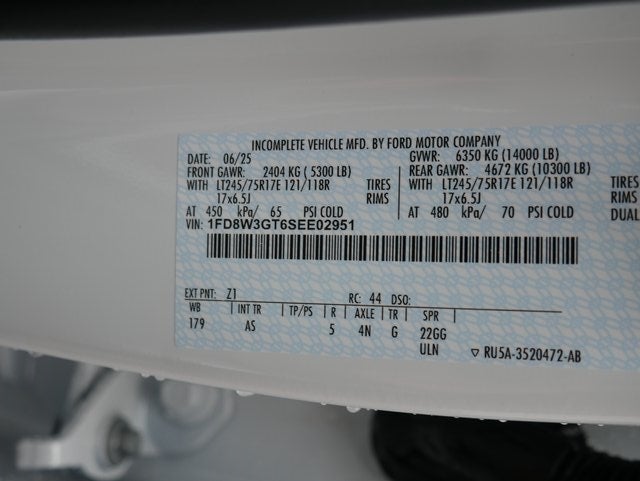 INCOMPLETE VEHICLE MFD. BY FORD MOTOR COMPANY
DATE: 06/25 GVWR: 6350 KG (14000 LB)
FRONT GAWR: 2404 KG ( 5300 LB) REAR GAWR: 4672 KG (10300 LB)
WITH LT245/75R17E 121/118R TIRES WITH LT245/75R17E 121/118R TIRES
17x6.5J RIMS 17x6.5J RIMS
AT 450 kPa/ 65 PSI COLD AT 480 kPa/ 70 PSI COLD DUAL
VIN: 1FD8W3GT6SEE02951
EXT PNT: Z1 RC: 44 DSO:
WB INT TR TP/PS R AXLE TR SPR
179 AS 5 4N G 22GG
ULN ▽ RU5A-3520472-AB